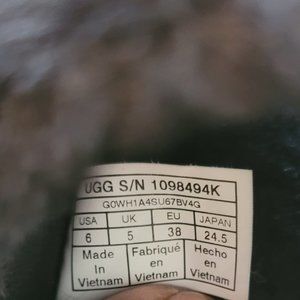 UGG S/N 1098494K
G0WH1A4SU67BV4G
USA UK EU JAPAN
6 5 38 24.5
Made Fabriqué Hecho
In en en
Vietnam Vietnam Vietnam